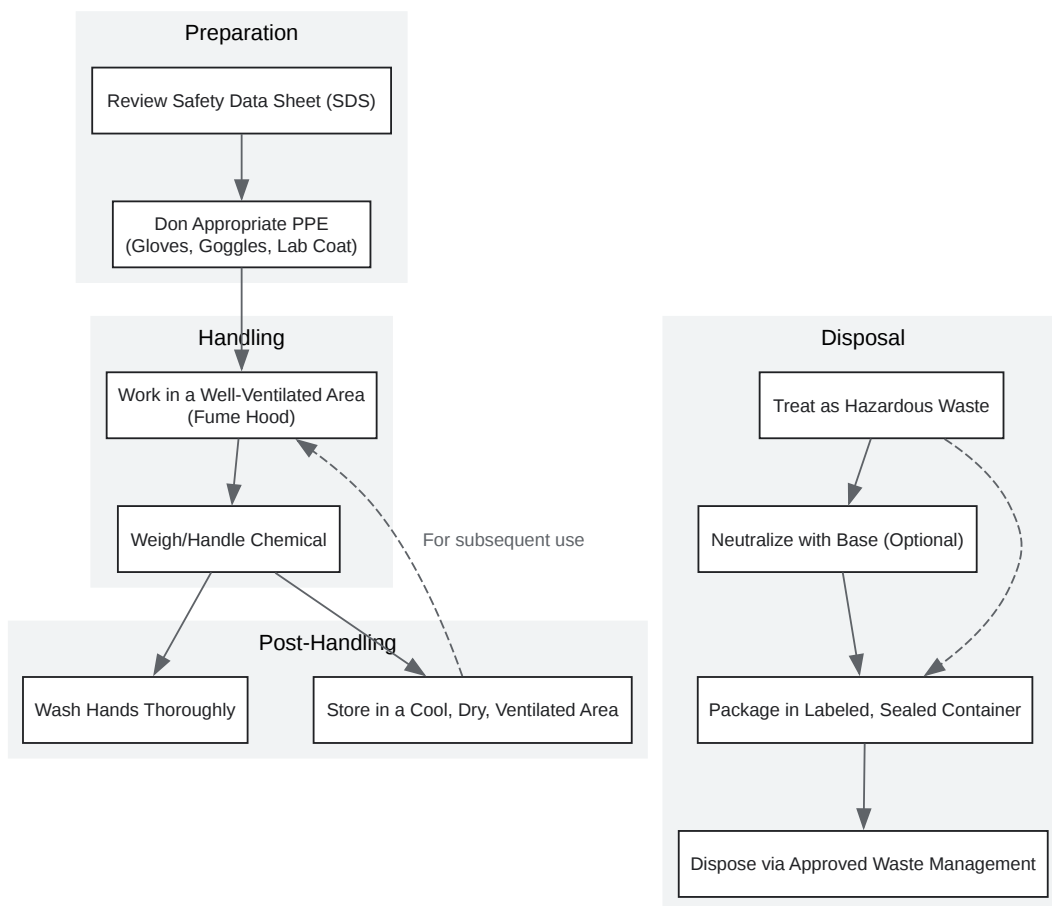 Preparation
Review Safety Data Sheet (SDS)
Don Appropriate PPE
(Gloves, Goggles, Lab Coat)
Handling
Work in a Well-Ventilated Area
(Fume Hood)
Weigh/Handle Chemical
For subsequent use
Post-Handling
Wash Hands Thoroughly
Store in a Cool, Dry, Ventilated Area
Disposal
Treat as Hazardous Waste
Neutralize with Base (Optional)
Package in Labeled, Sealed Container
Dispose via Approved Waste Management